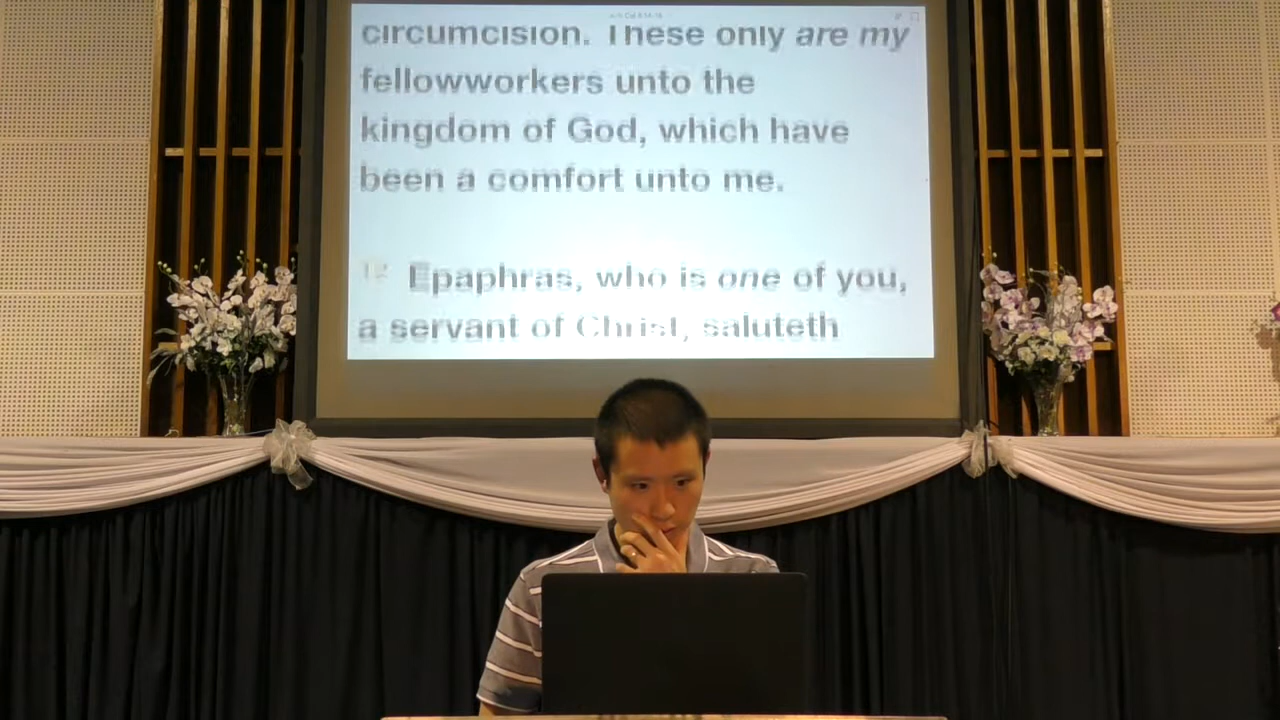 circumcision. These only are my
fellowworkers unto the
kingdom of God, which have
been a comfort unto me.
12 Epaphras, who is one of you,
a servant of Christ, saluteth